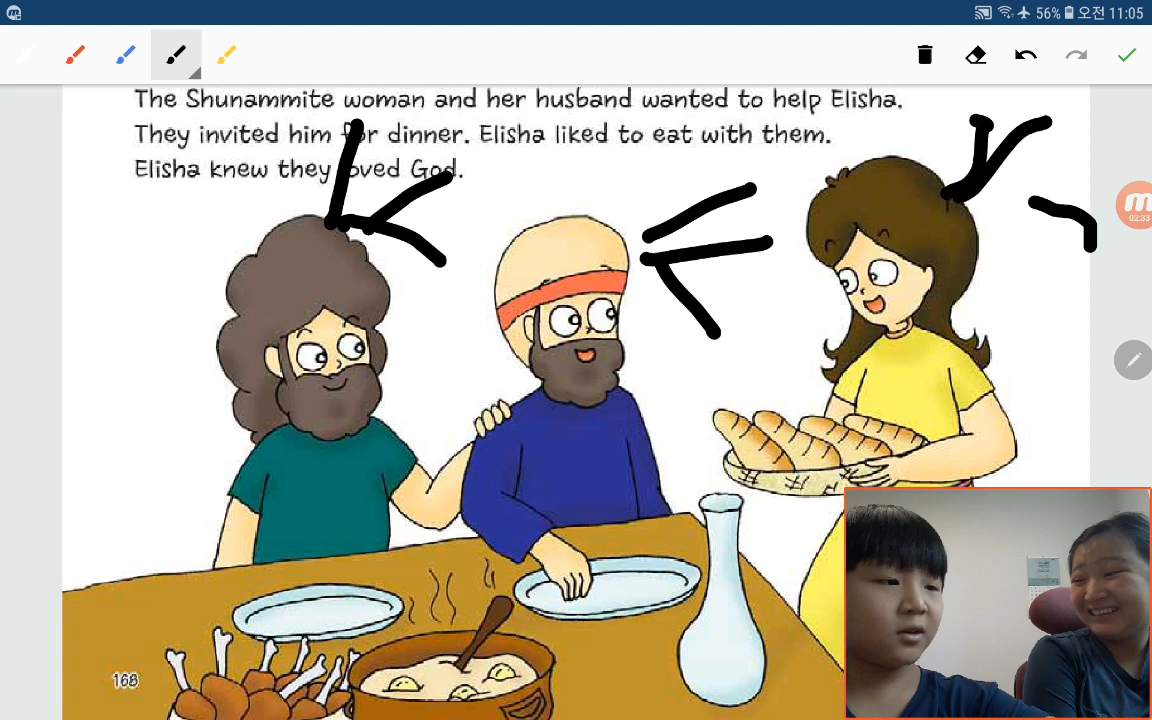 56% 오전 11:05
The Shunammite woman and her husband wanted to help Elisha.
They invited him for dinner. Elisha liked to eat with them.
Elisha knew they loved God.
02:33
168